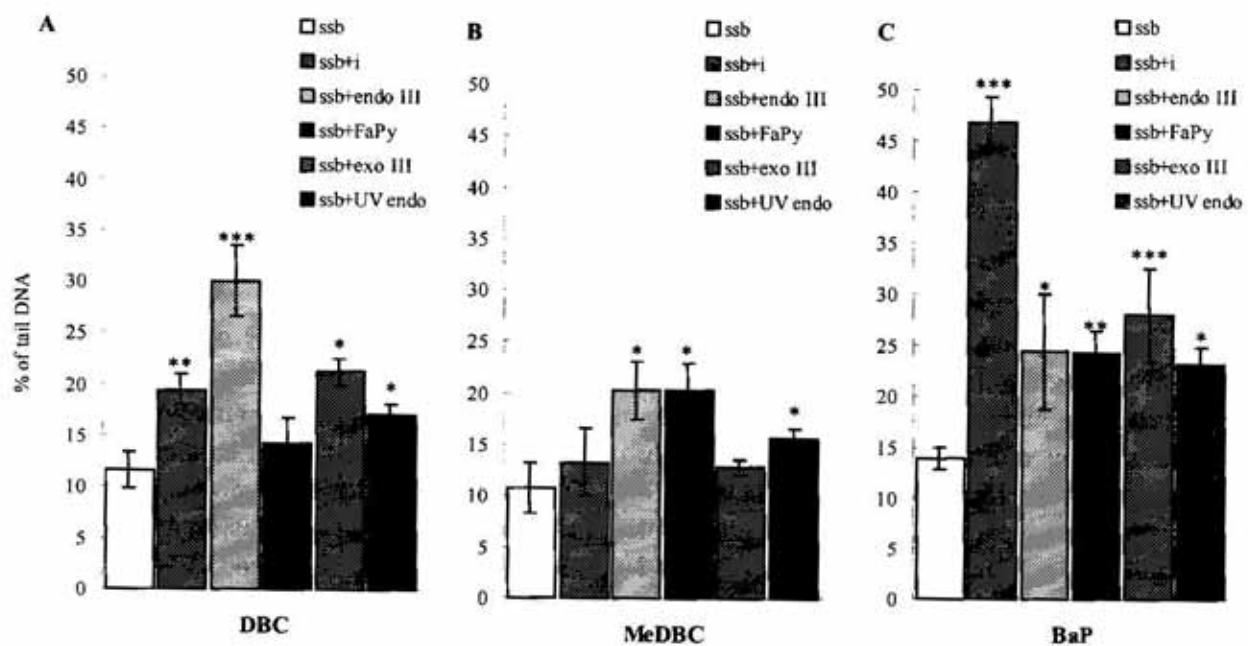 A
ssb
ssb+i
ssb+endo III
ssb+FaPy
ssb+exo III
ssb+UV endo
% of tail DNA
50
45
40
35
30
25
20
15
10
5
0
**
***
*
*
DBC
B
ssb
ssb+i
ssb+endo III
ssb+FaPy
ssb+exo III
ssb+UV endo
50
45
40
35
30
25
20
15
10
5
0
*
*
*
MeDBC
C
ssb
ssb+i
ssb+endo III
ssb+FaPy
ssb+exo III
ssb+UV endo
50
45
40
35
30
25
20
15
10
5
0
***
*
**
***
*
BaP